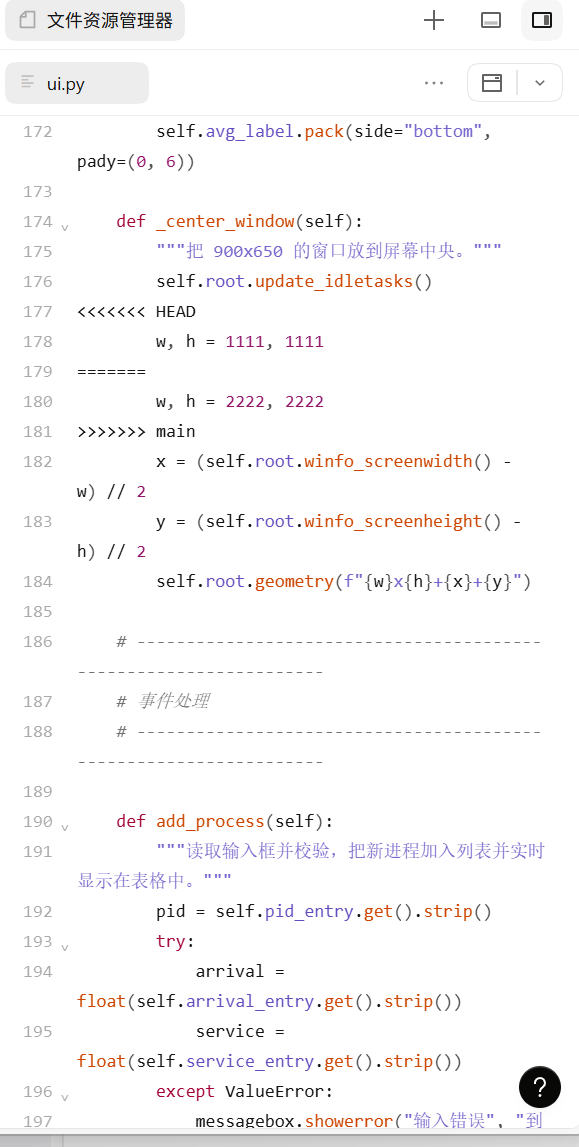 文件资源管理器
ui.py
172 self.avg_label.pack(side="bottom",
pady=(0, 6))
173
174 def _center_window(self):
175 """把 900x650 的窗口放到屏幕中央。"""
176 self.root.update_idletasks()
177 <<<<<<< HEAD
178 w, h = 1111, 1111
179 =======
180 w, h = 2222, 2222
181 >>>>>>> main
182 x = (self.root.winfo_screenwidth() -
w) // 2
183 y = (self.root.winfo_screenheight() -
h) // 2
184 self.root.geometry(f"{w}x{h}+{x}+{y}")
185
186 # -----------------------------------------
-------------------------
187 # 事件处理
188 # -----------------------------------------
-------------------------
189
190 def add_process(self):
191 """读取输入框并校验，把新进程加入列表并实时
显示在表格中。"""
192 pid = self.pid_entry.get().strip()
193 try:
194 arrival =
float(self.arrival_entry.get().strip())
195 service =
float(self.service_entry.get().strip())
196 except ValueError:
197 messagebox.showerror("输入错误", "到
?